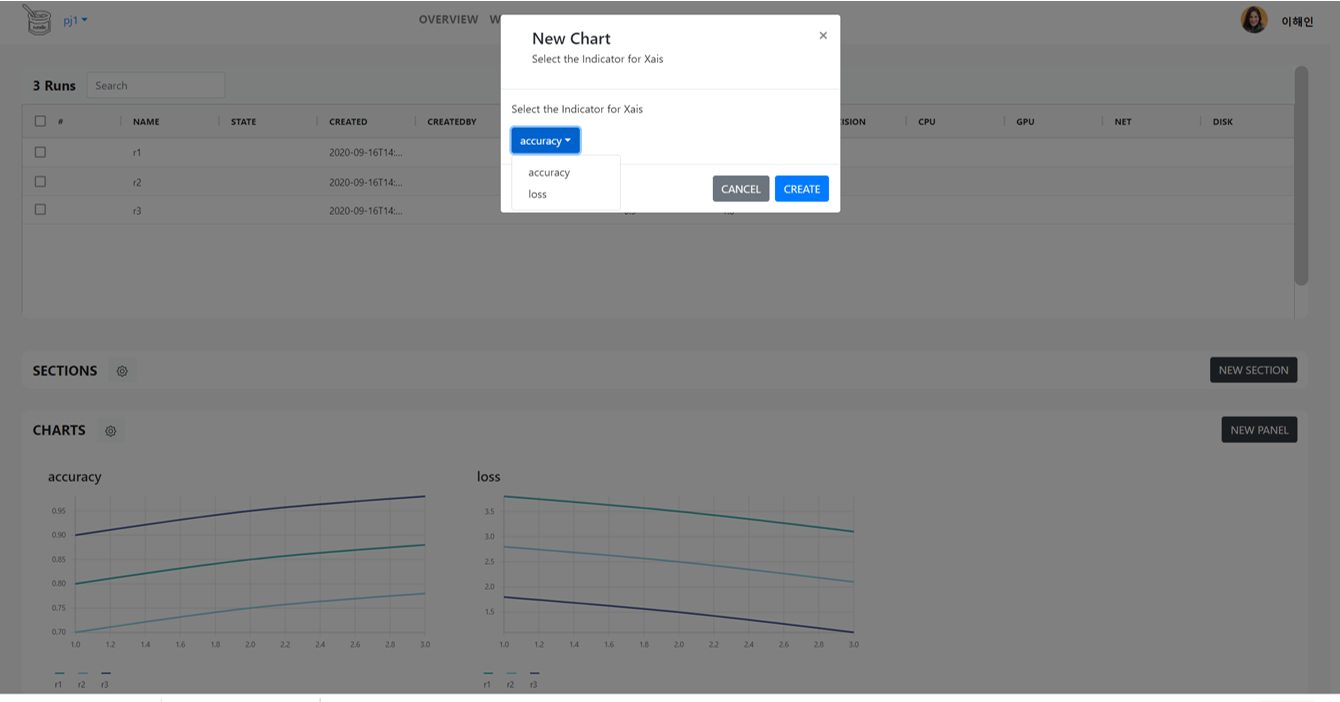 pj1
OVERVIEW W
이해인
New Chart
×
Select the Indicator for Xais
3 Runs
Search
Select the Indicator for Xais
# NAME STATE CREATED CREATEDBY ISION CPU GPU NET DISK
accuracy
r1 2020-09-16T14:...
accuracy
r2 2020-09-16T14:...
loss
CANCEL
CREATE
r3 2020-09-16T14:...
SECTIONS
NEW SECTION
CHARTS
NEW PANEL
accuracy
0.95
0.90
0.85
0.80
0.75
0.70
1.0 1.2 1.4 1.6 1.8 2.0 2.2 2.4 2.6 2.8 3.0
r1 r2 r3
loss
3.5
3.0
2.5
2.0
1.5
1.0 1.2 1.4 1.6 1.8 2.0 2.2 2.4 2.6 2.8 3.0
r1 r2 r3